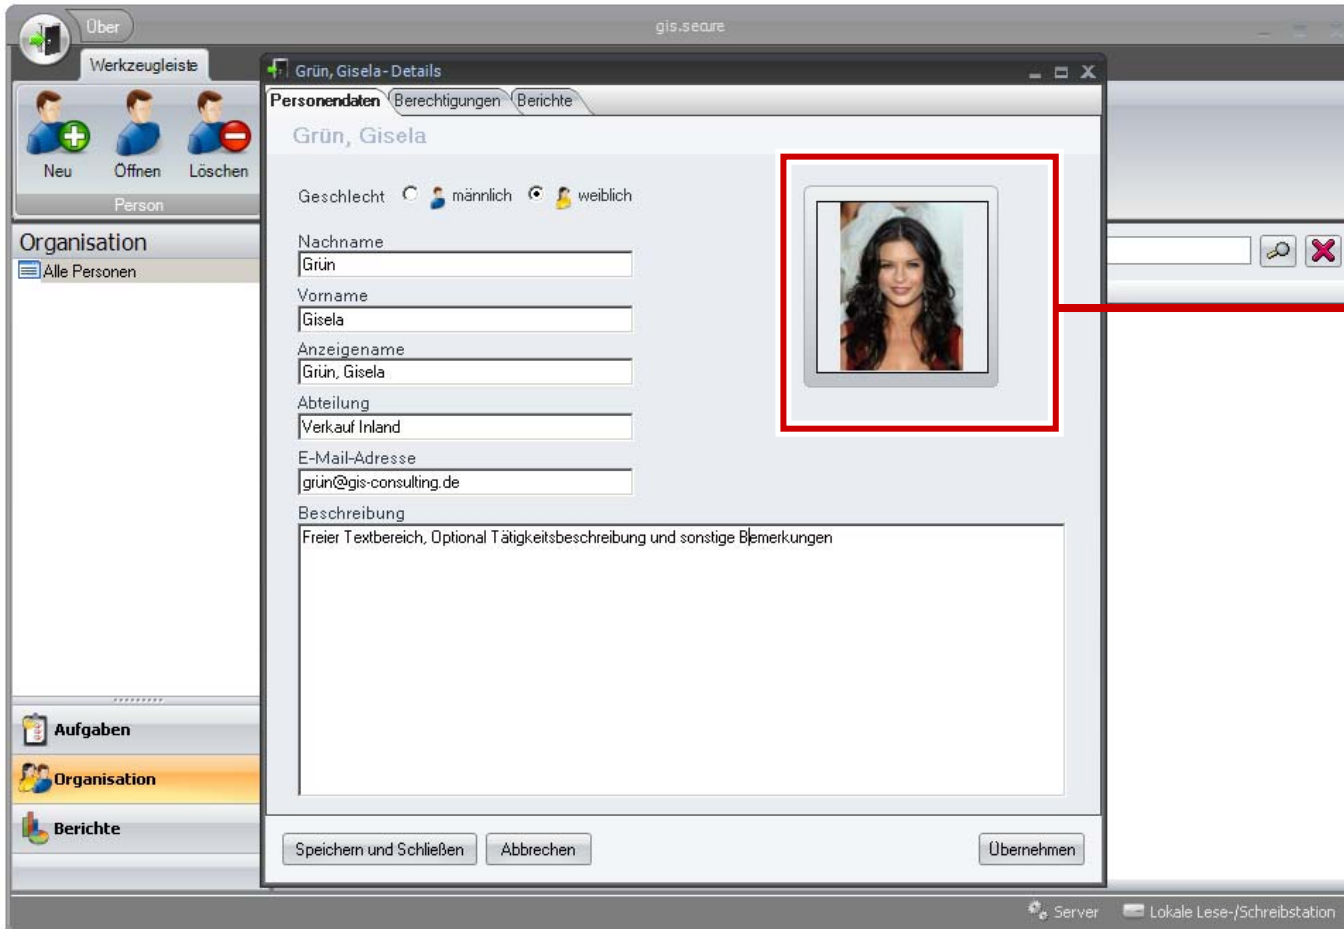 Über
gis.secure
Werkzeugleiste
Neu
Öffnen
Löschen
Person
Organisation
Alle Personen
Grün, Gisela - Details
Personendaten
Berechtigungen
Berichte
Grün, Gisela
Geschlecht männlich weiblich
Nachname
Grün
Vorname
Gisela
Anzeigename
Grün, Gisela
Abteilung
Verkauf Inland
E-Mail-Adresse
grün@gis-consulting.de
Beschreibung
Freier Textbereich, Optional Tätigkeitsbeschreibung und sonstige Bemerkungen
Aufgaben
Organisation
Berichte
Speichern und Schließen
Abbrechen
Übernehmen
Server
Lokale Lese-/Schreibstation